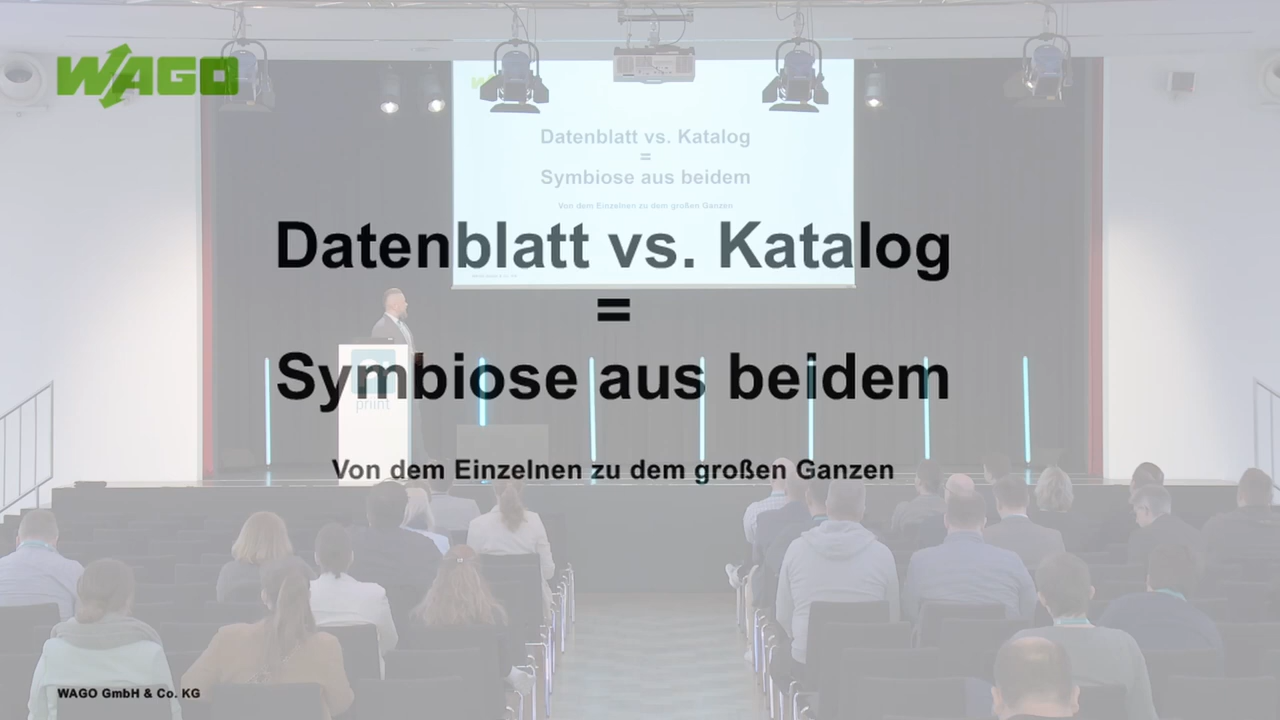 WAGO
Datenblatt vs. Katalog
=
Symbiose aus beidem
Von dem Einzelnen zu dem großen Ganzen
Datenblatt vs. Katalog
=
Symbiose aus beidem
Von dem Einzelnen zu dem großen Ganzen
priint
WAGO GmbH & Co. KG